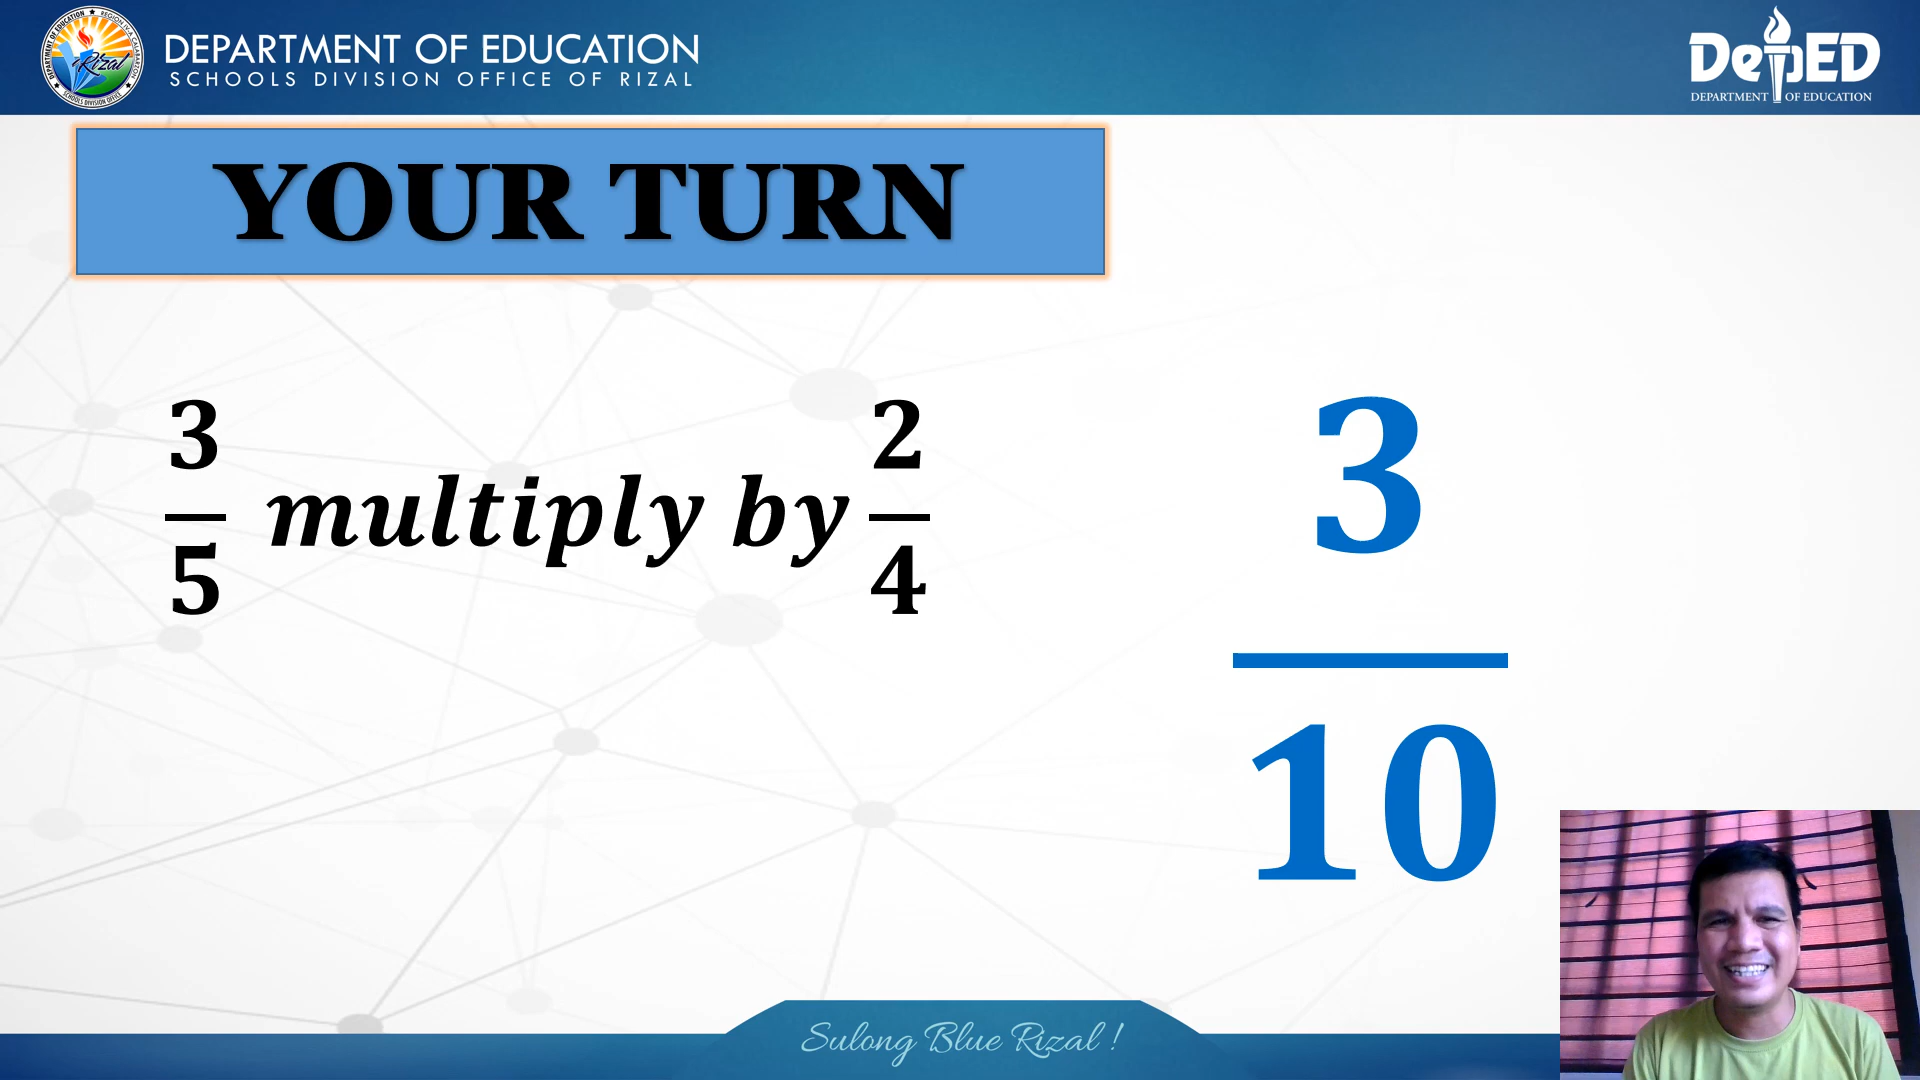 DEPARTMENT OF EDUCATION
SCHOOLS DIVISION OFFICE OF RIZAL
DepED
DEPARTMENT OF EDUCATION
YOUR TURN
3/5 multiply by 2/4
3/10
Sulong Blue Rizal !